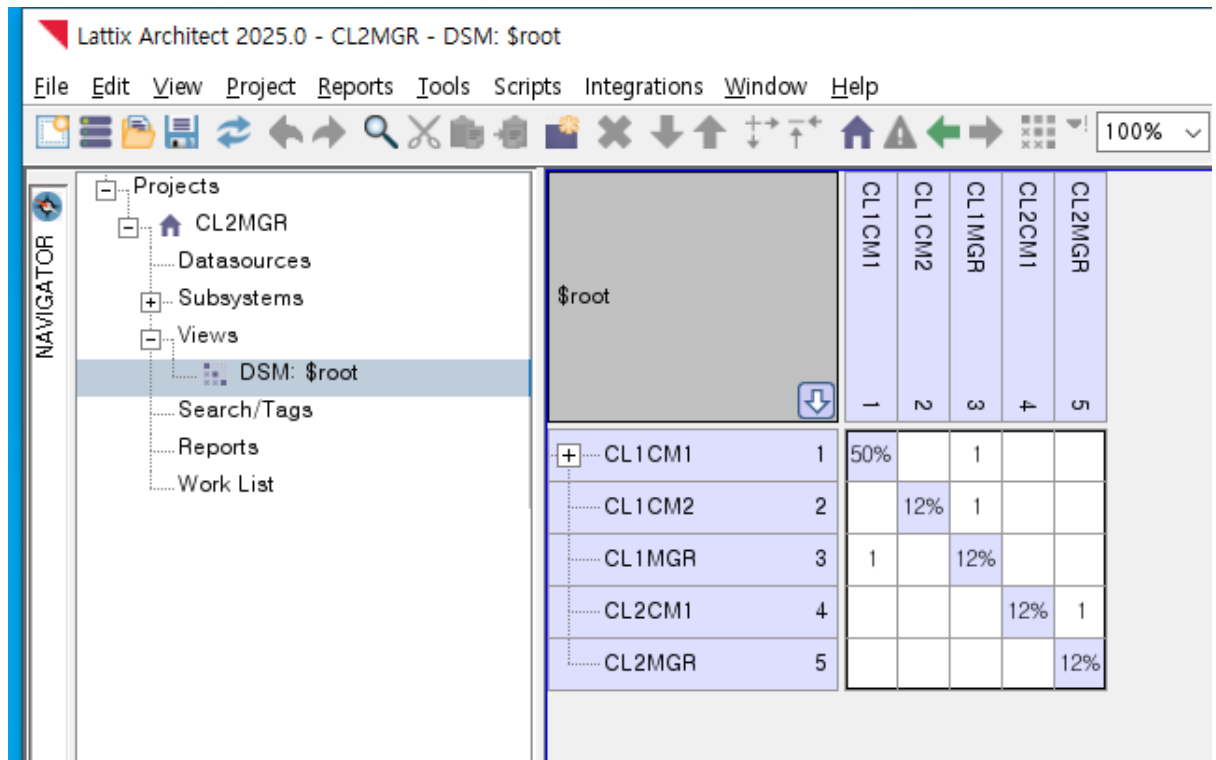 Lattix Architect 2025.0 - CL2MGR - DSM: $root
File Edit View Project Reports Tools Scripts Integrations Window Help
100%
NAVIGATOR
Projects
CL2MGR
Datasources
Subsystems
Views
DSM: $root
Search/Tags
Reports
Work List
$root
CL1CM1 CL1CM2 CL1MGR CL2CM1 CL2MGR
1 2 3 4 5
CL1CM1 1 50% 1
CL1CM2 2 12% 1
CL1MGR 3 1 12%
CL2CM1 4 12% 1
CL2MGR 5 12%